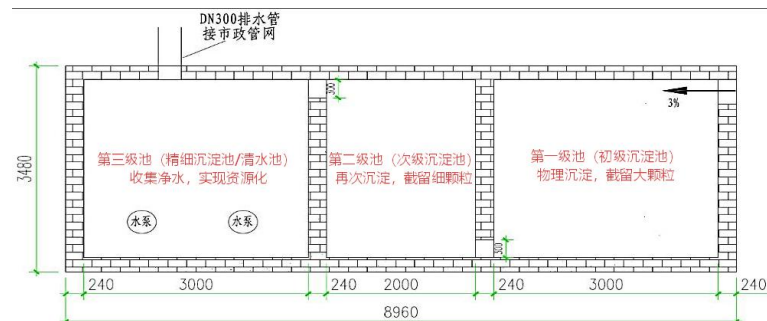 DN300排水管
接市政管网
300
3%
第三级池（精细沉淀池/清水池）
收集净水，实现资源化
第二级池（次级沉淀池）
再次沉淀，截留细颗粒
第一级池（初级沉淀池）
物理沉淀，截留大颗粒
3480
水泵
水泵
300
240
3000
240
2000
240
3000
240
8960